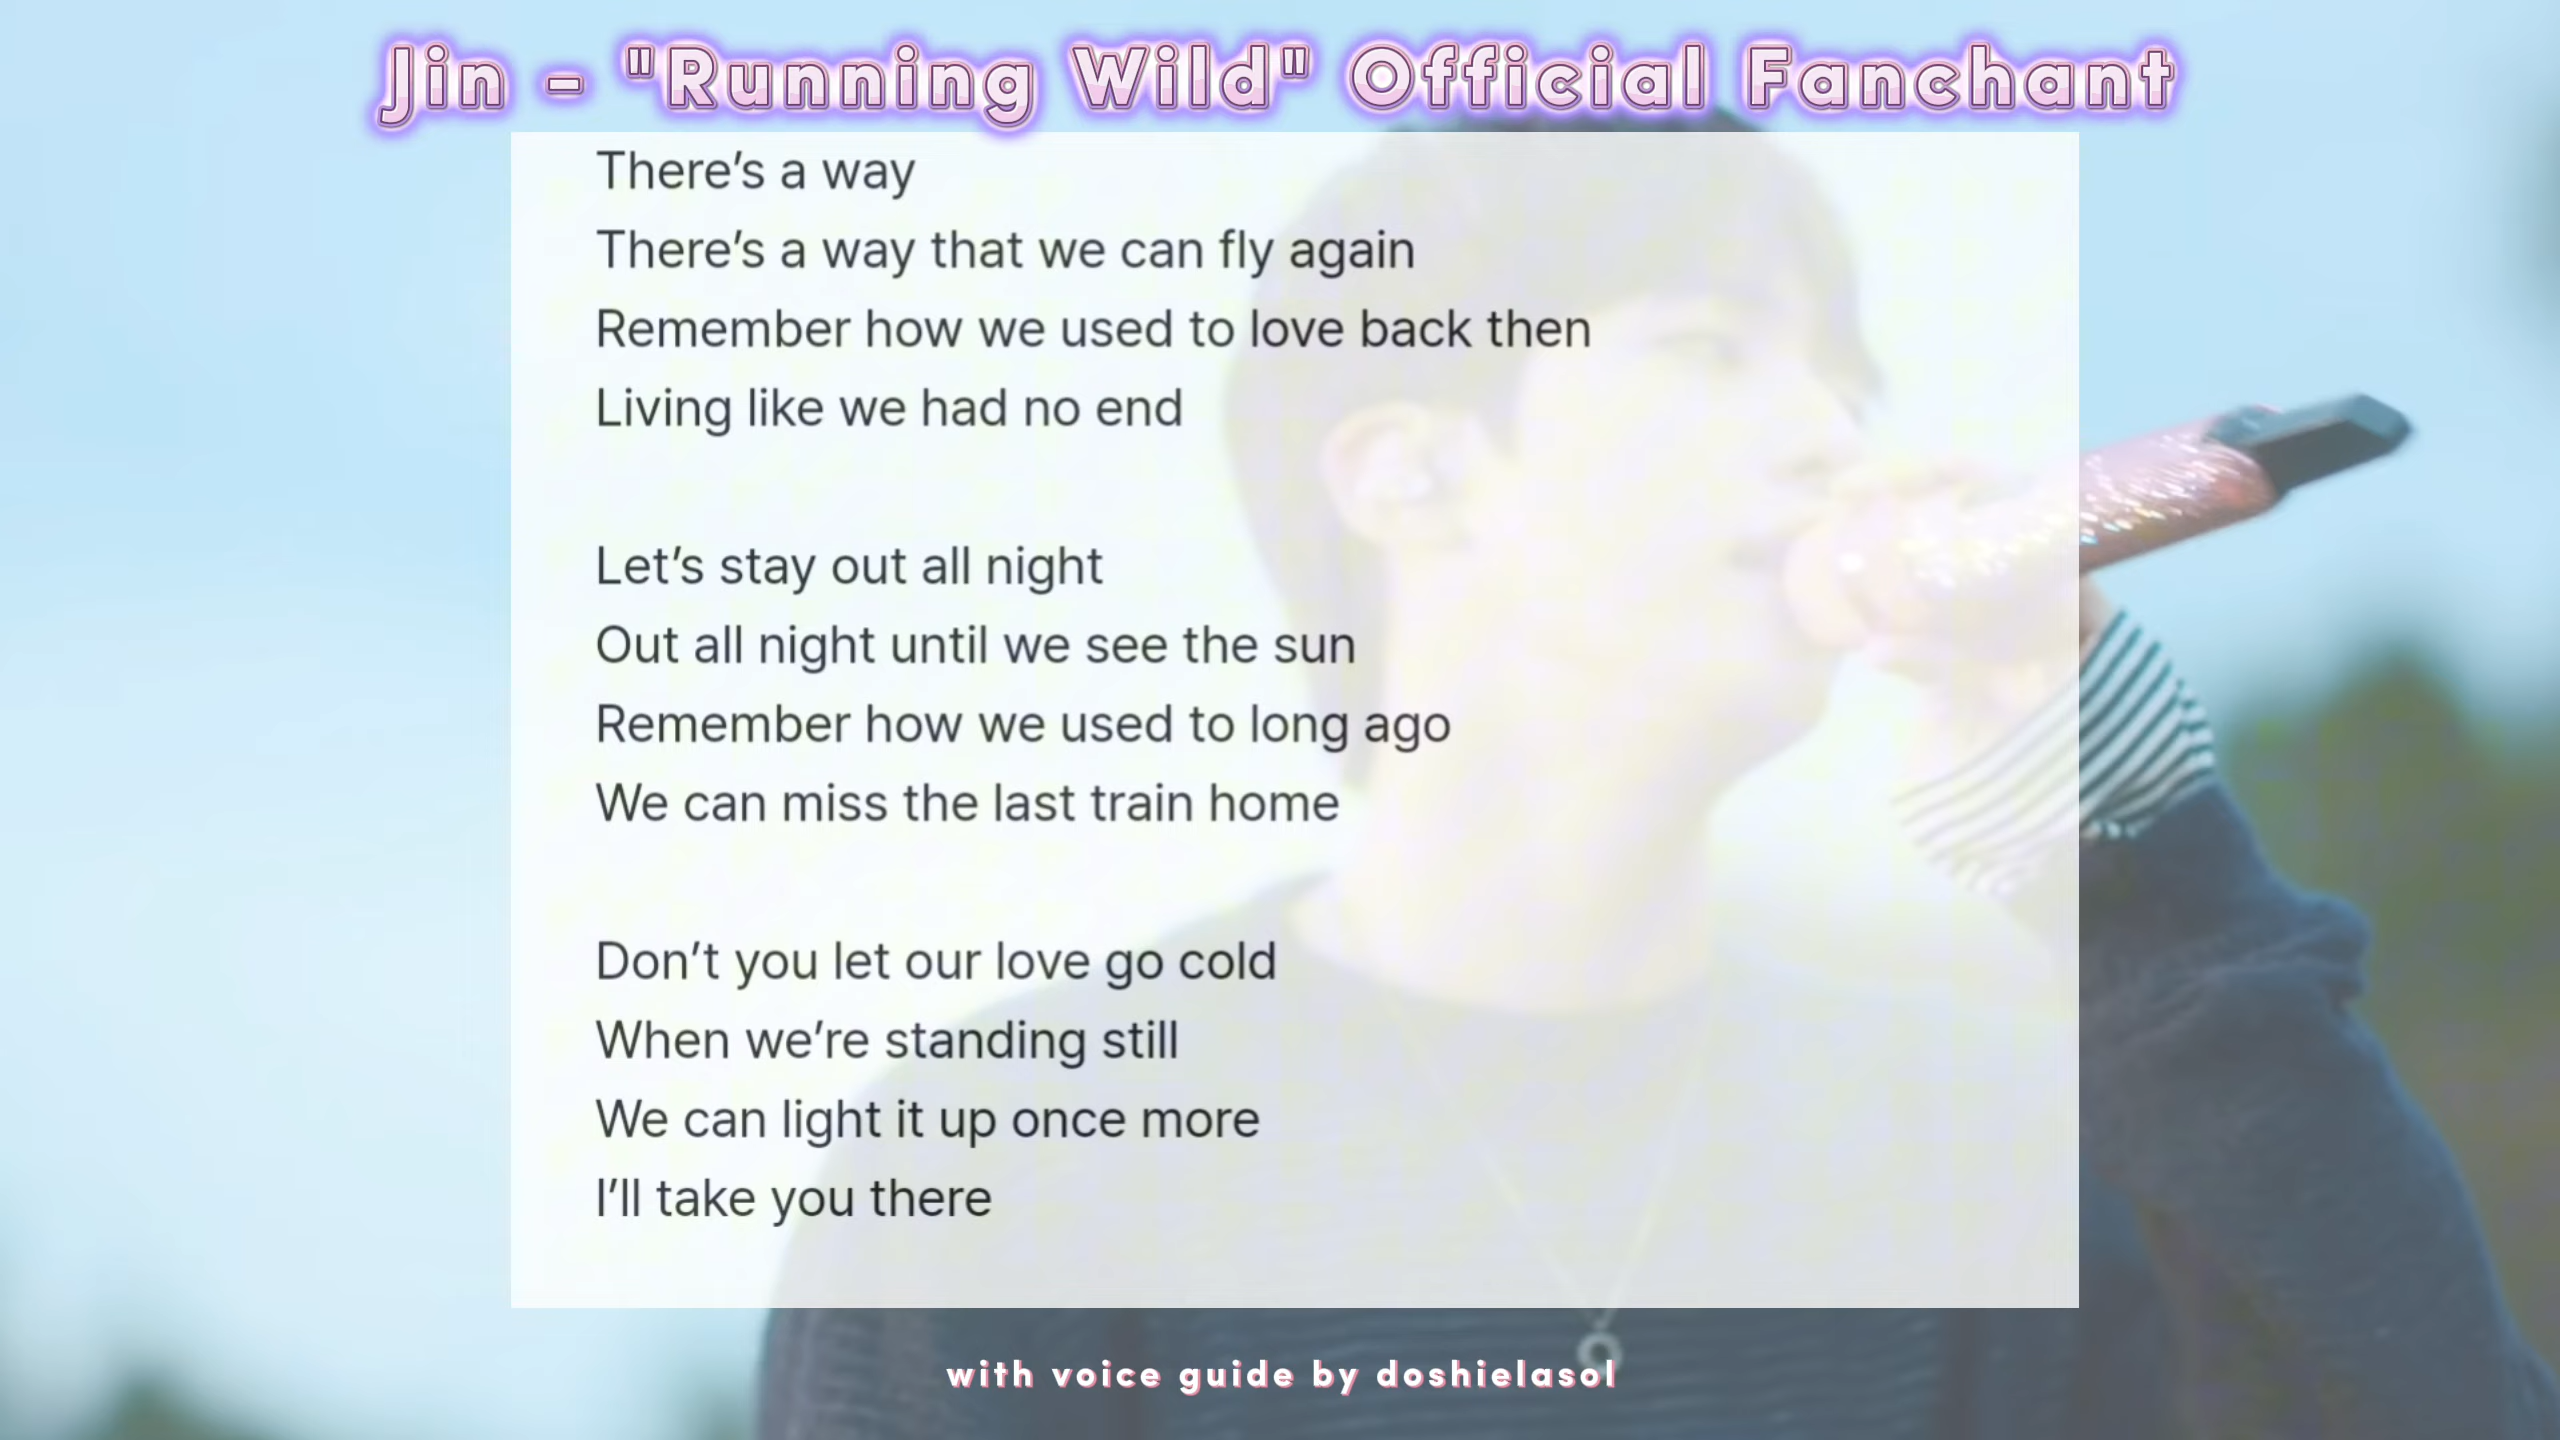 Jin - "Running Wild" Official Fanchant
There’s a way
There’s a way that we can fly again
Remember how we used to love back then
Living like we had no end
Let’s stay out all night
Out all night until we see the sun
Remember how we used to long ago
We can miss the last train home
Don’t you let our love go cold
When we’re standing still
We can light it up once more
I’ll take you there
with voice guide by doshielasol